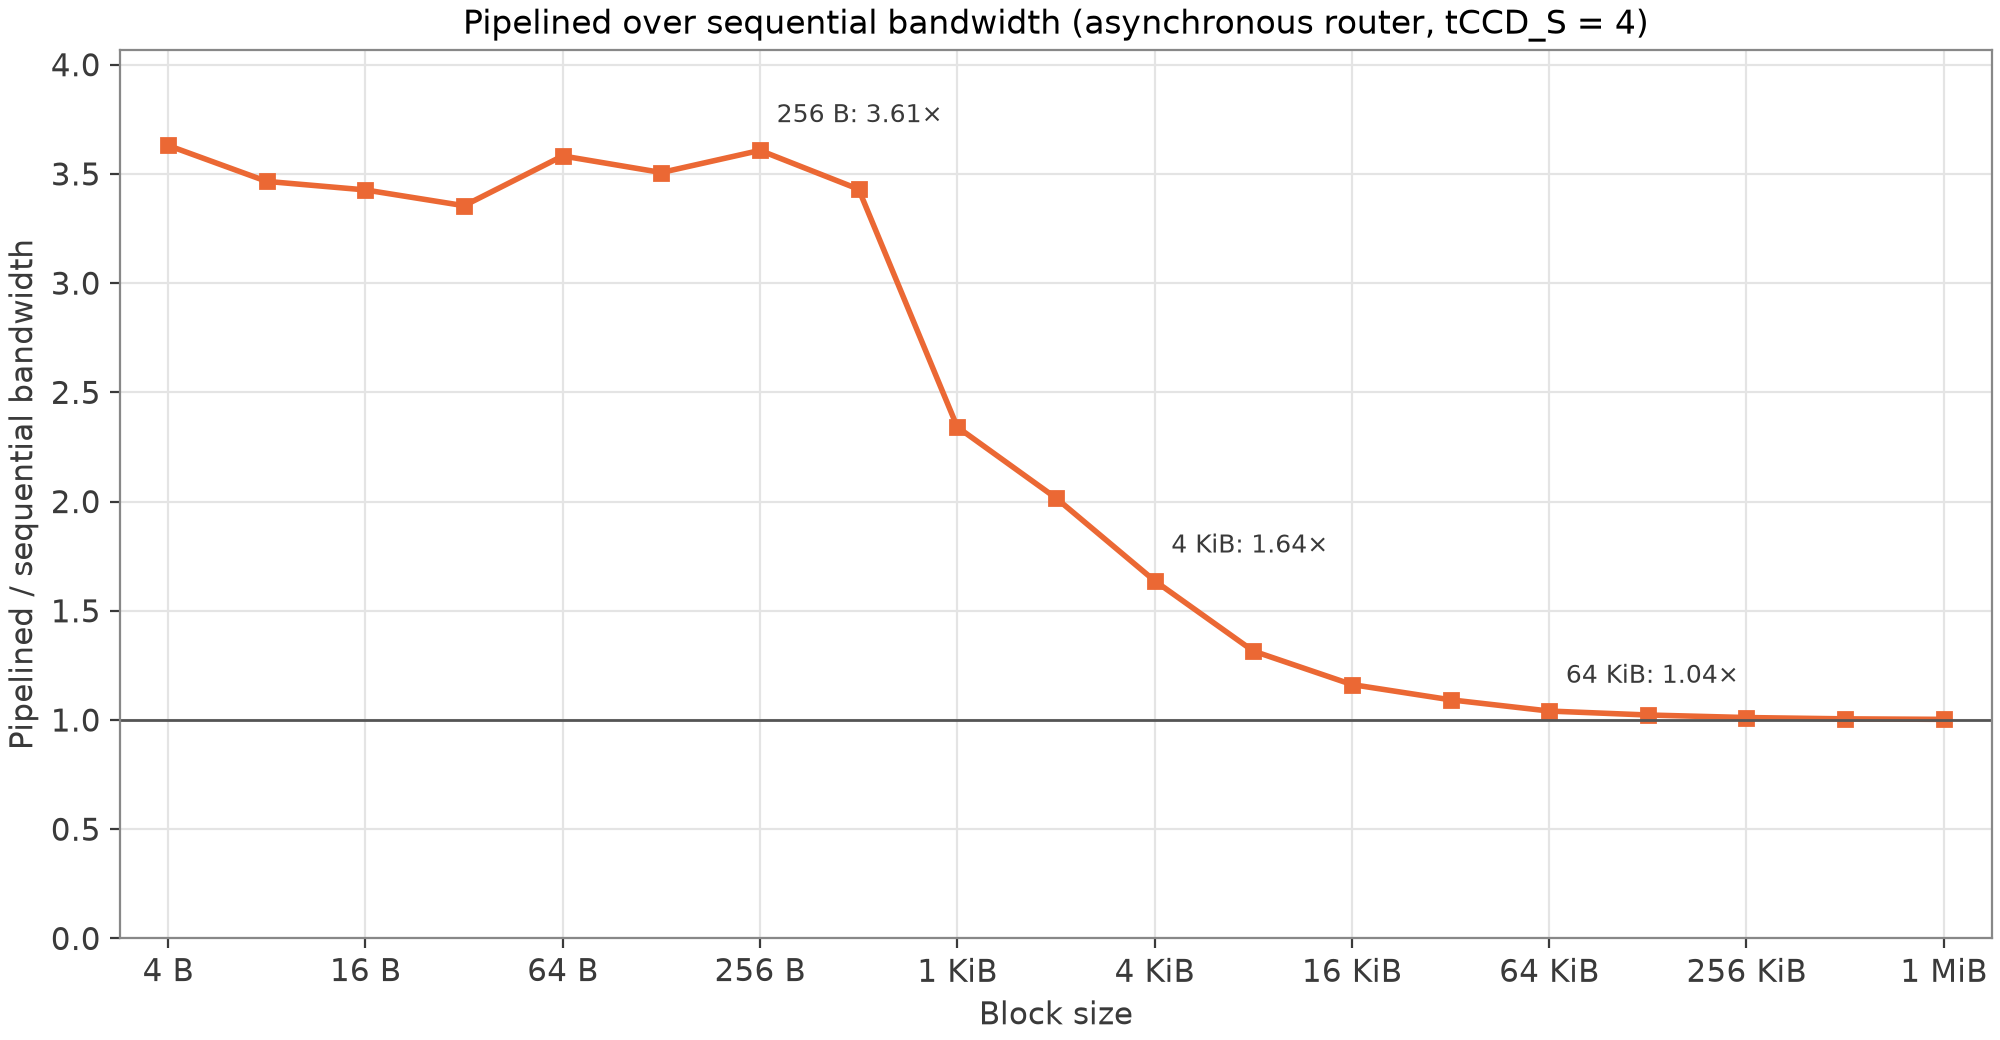 Pipelined over sequential bandwidth (asynchronous router, tCCD_S = 4)
Pipelined / sequential bandwidth
4.0
3.5
3.0
2.5
2.0
1.5
1.0
0.5
0.0
256 B: 3.61×
4 KiB: 1.64×
64 KiB: 1.04×
4 B 16 B 64 B 256 B 1 KiB 4 KiB 16 KiB 64 KiB 256 KiB 1 MiB
Block size